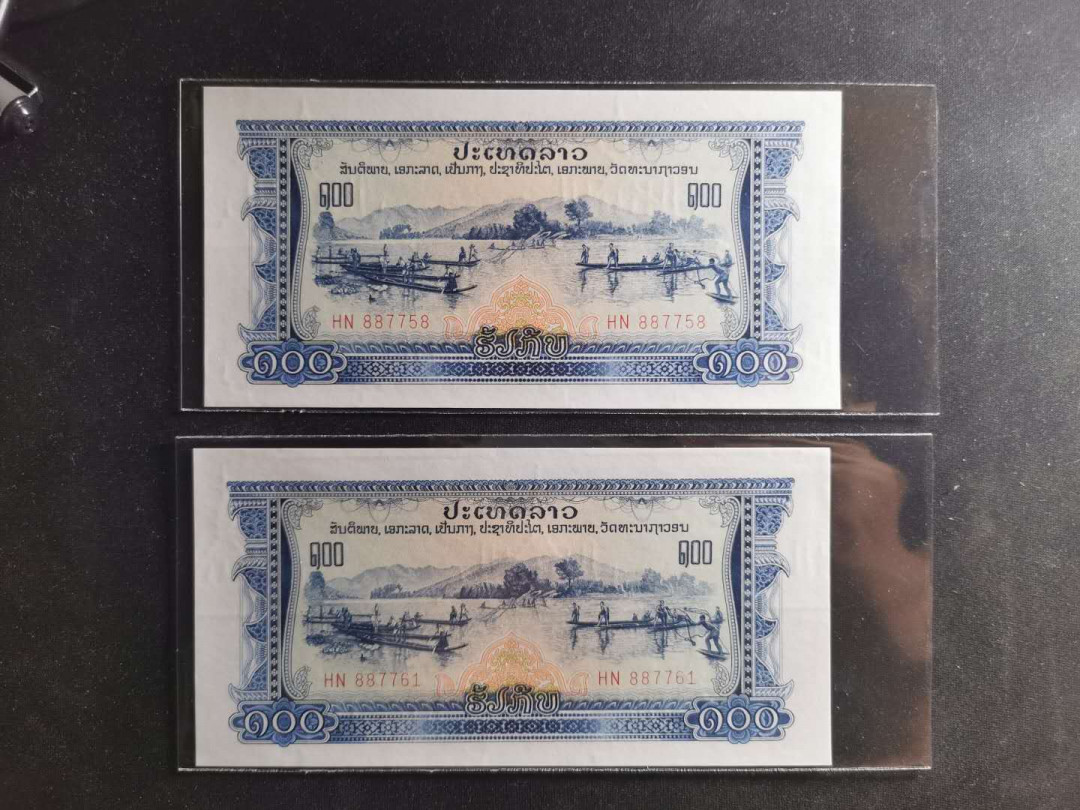 ປະເທດລາວ
ສັນຕິພາບ, ເອກະລາດ, ເປັນກາງ, ປະຊາທິປະໄຕ, ເອກະພາບ, ວັດທະນາຖາວອນ
໑໐໐ ໑໐໐
HN 887758 HN 887758
ຮ້ອຍກີບ
໑໐໐ ໑໐໐
ປະເທດລາວ
ສັນຕິພາບ, ເອກະລາດ, ເປັນກາງ, ປະຊາທິປະໄຕ, ເອກະພາບ, ວັດທະນາຖາວອນ
໑໐໐ ໑໐໐
HN 887761 HN 887761
ຮ້ອຍກີບ
໑໐໐ ໑໐໐